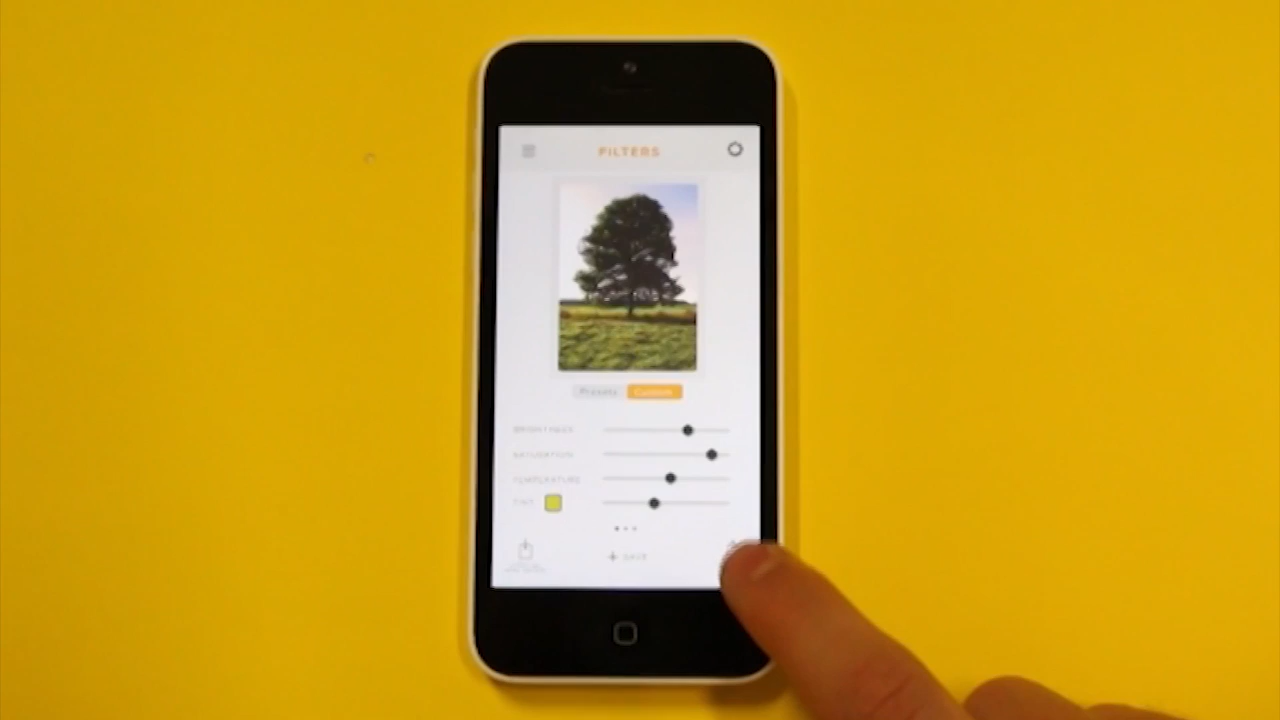 FILTERS
Presets Custom
BRIGHTNESS
SATURATION
TEMPERATURE
TINT
+ SAVE